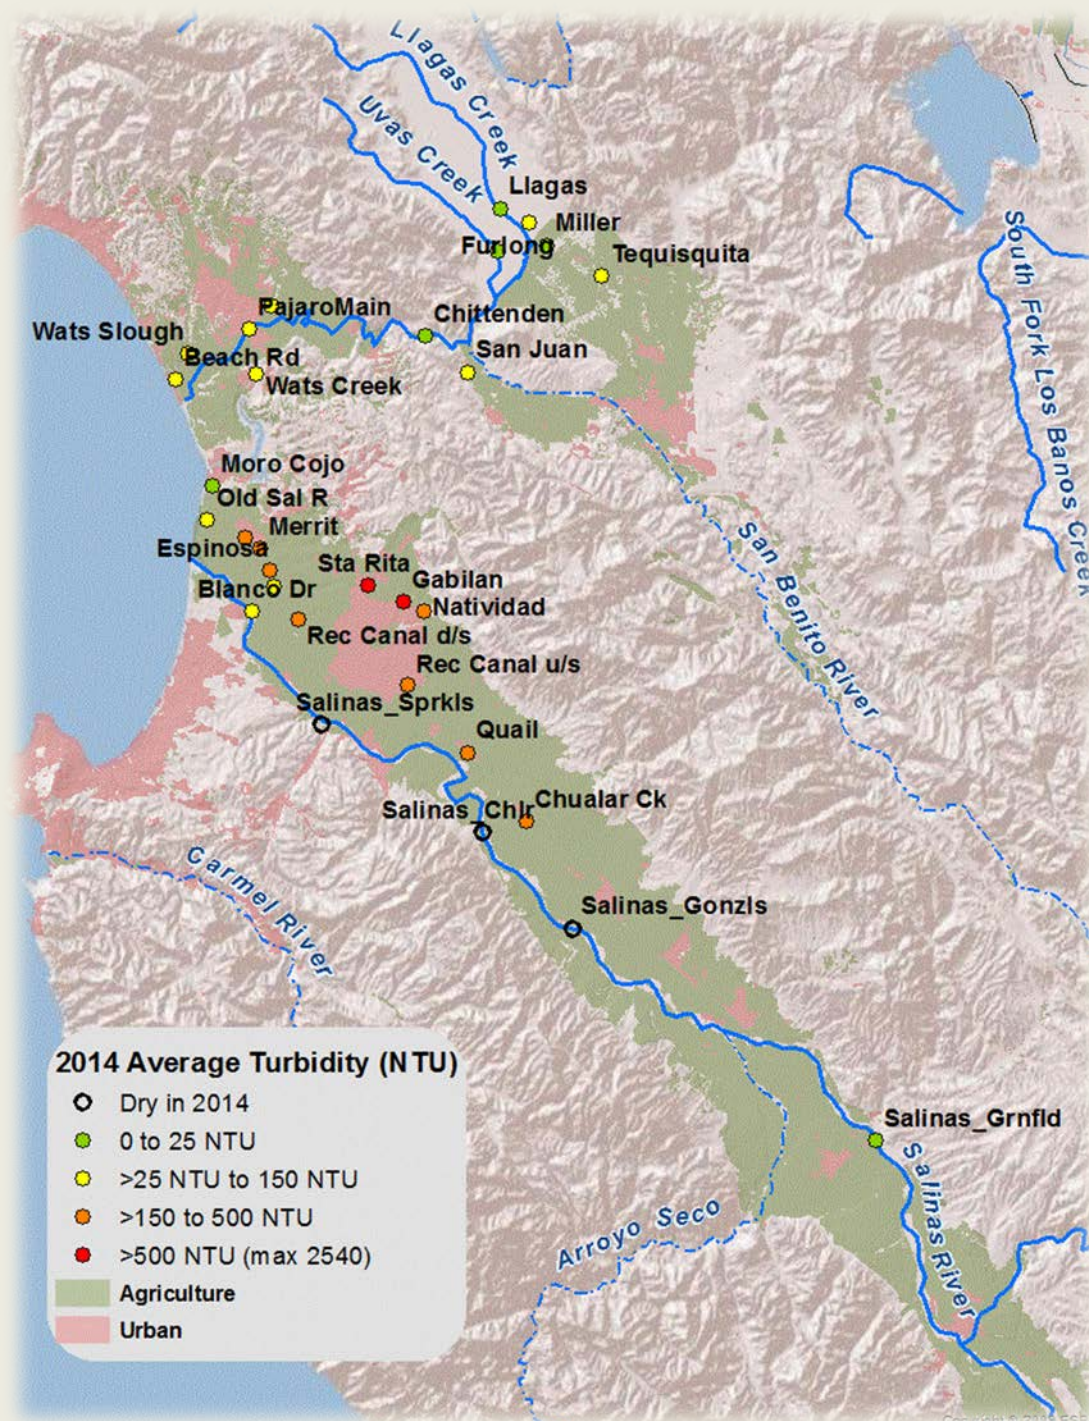 Llagas Creek
Uvas Creek
Llagas
Miller
Furlong
Tequisquita
South Fork Los Banos Creek
PajaroMain
Chittenden
Wats Slough
San Juan
Beach Rd
Wats Creek
Moro Cojo
Old Sal R
Merrit
Espinosa
San Benito River
Sta Rita
Gabilan
Blanco Dr
Natividad
Rec Canal d/s
Rec Canal u/s
Salinas_Sprkls
Quail
Salinas_Chlr
Chualar Ck
Carmel River
Salinas_Gonzls
2014 Average Turbidity (NTU)
Dry in 2014
0 to 25 NTU
>25 NTU to 150 NTU
>150 to 500 NTU
>500 NTU (max 2540)
Agriculture
Urban
Salinas_Grnfld
Salinas River
Arroyo Seco